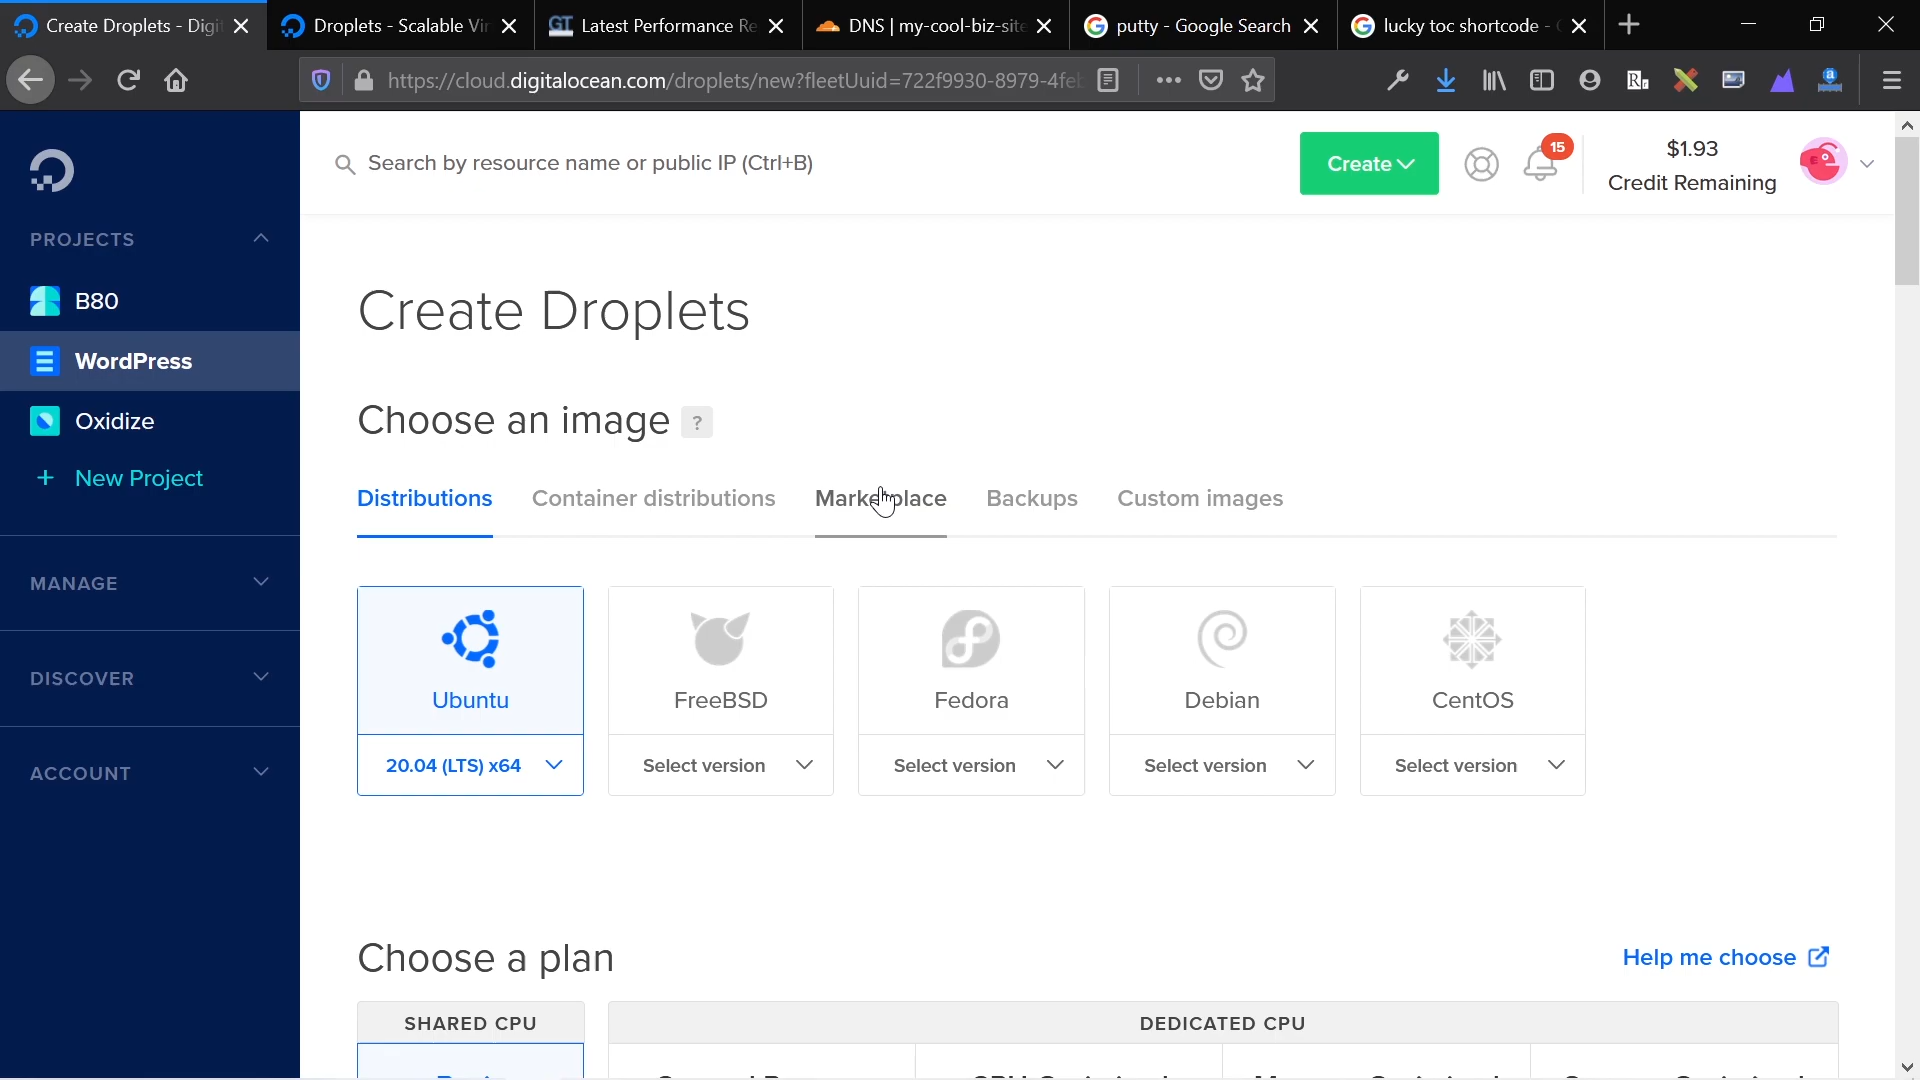 Create Droplets - Digi
Droplets - Scalable Vir
GT Latest Performance Re
DNS | my-cool-biz-site
putty - Google Search
lucky toc shortcode -
https://cloud.digitalocean.com/droplets/new?fleetUuid=722f9930-8979-4feb
Search by resource name or public IP (Ctrl+B)
Create
15
$1.93
Credit Remaining
PROJECTS
B80
WordPress
Oxidize
+ New Project
MANAGE
DISCOVER
ACCOUNT
Create Droplets
Choose an image ?
Distributions
Container distributions
Marketplace
Backups
Custom images
Ubuntu
FreeBSD
Fedora
Debian
CentOS
20.04 (LTS) x64
Select version
Select version
Select version
Select version
Choose a plan
Help me choose
SHARED CPU
DEDICATED CPU